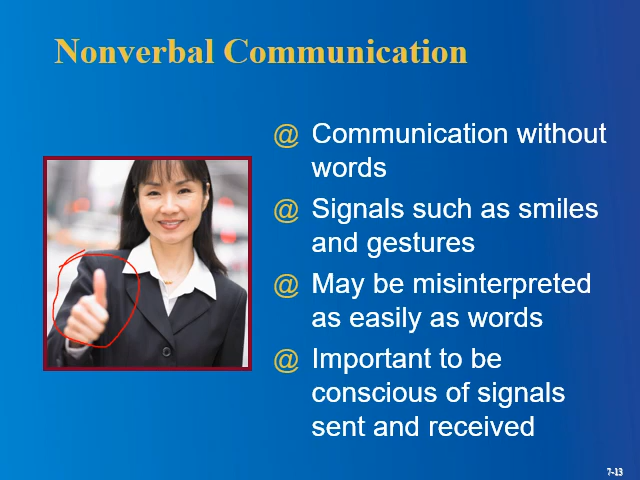 Nonverbal Communication
@ Communication without
words
@ Signals such as smiles
and gestures
@ May be misinterpreted
as easily as words
@ Important to be
conscious of signals
sent and received
7-13